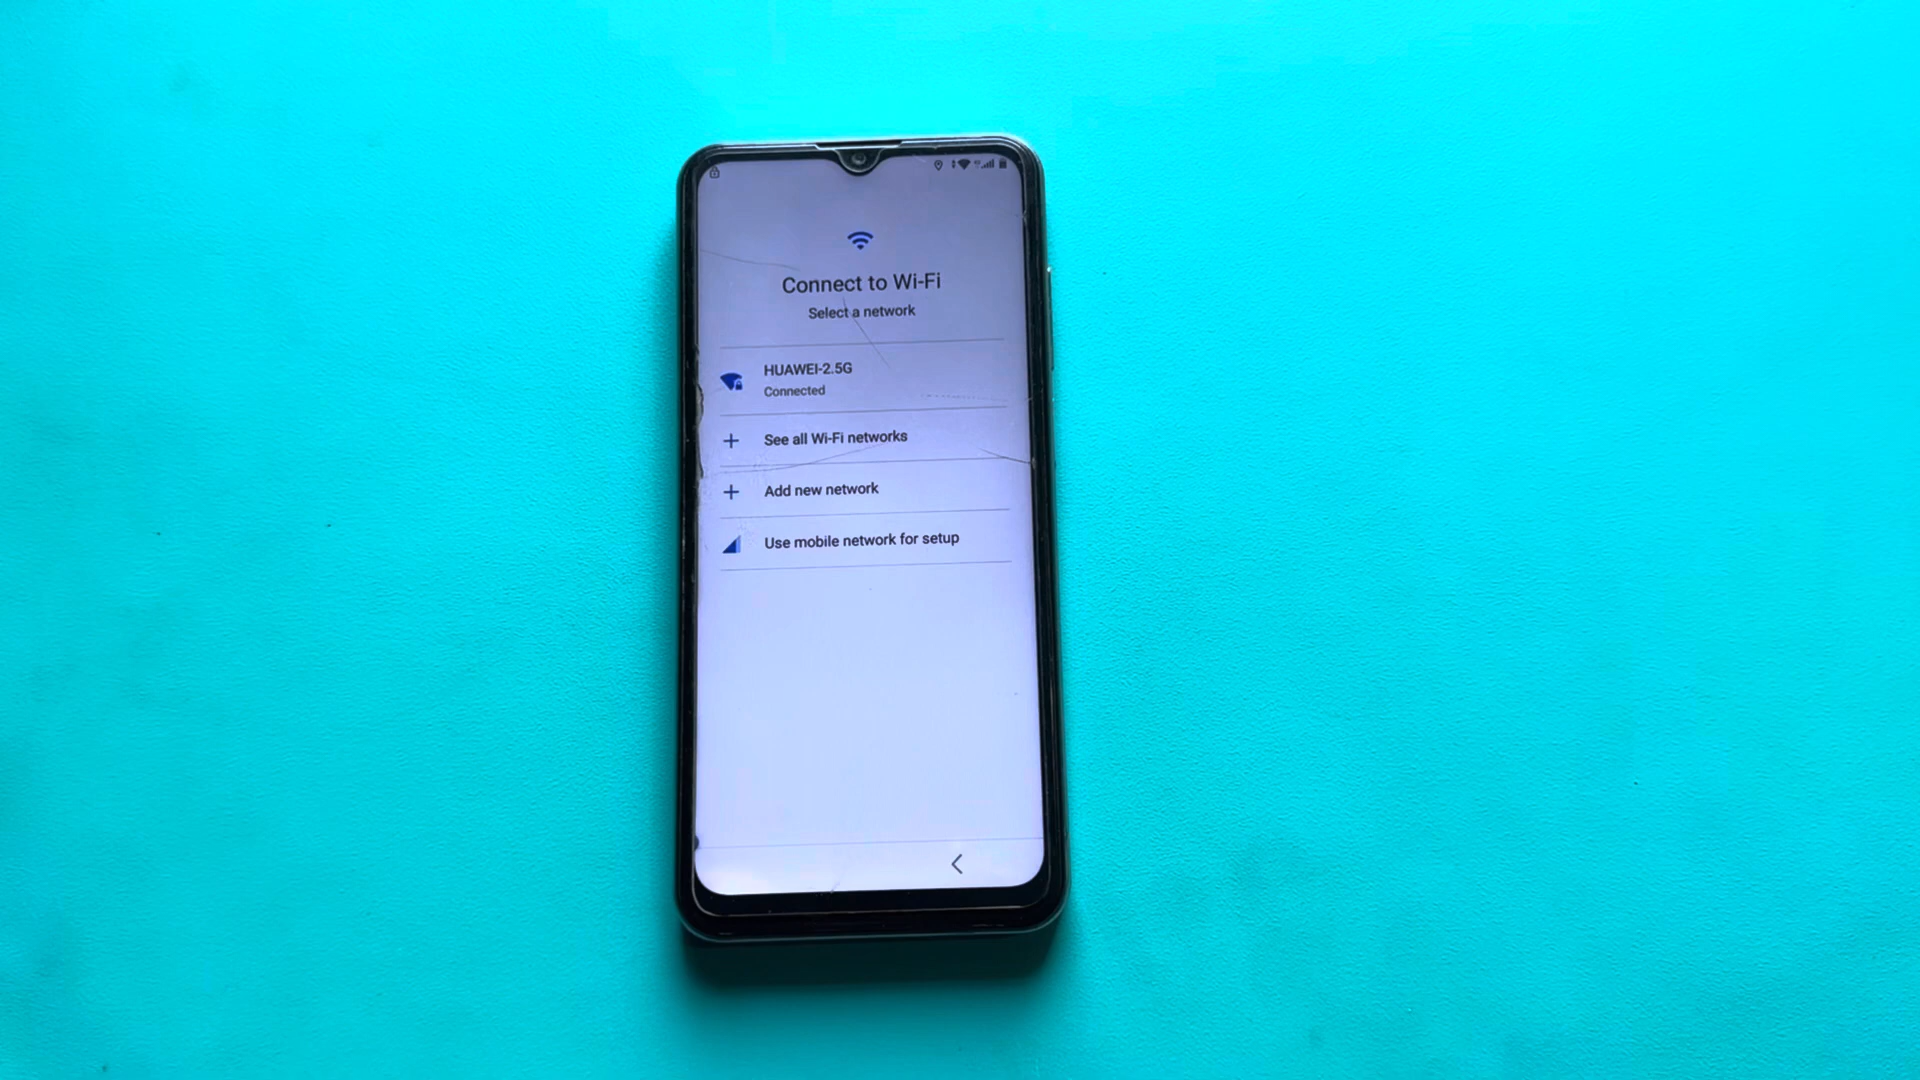 Connect to Wi-Fi
Select a network
HUAWEI-2.5G
Connected
See all Wi-Fi networks
Add new network
Use mobile network for setup